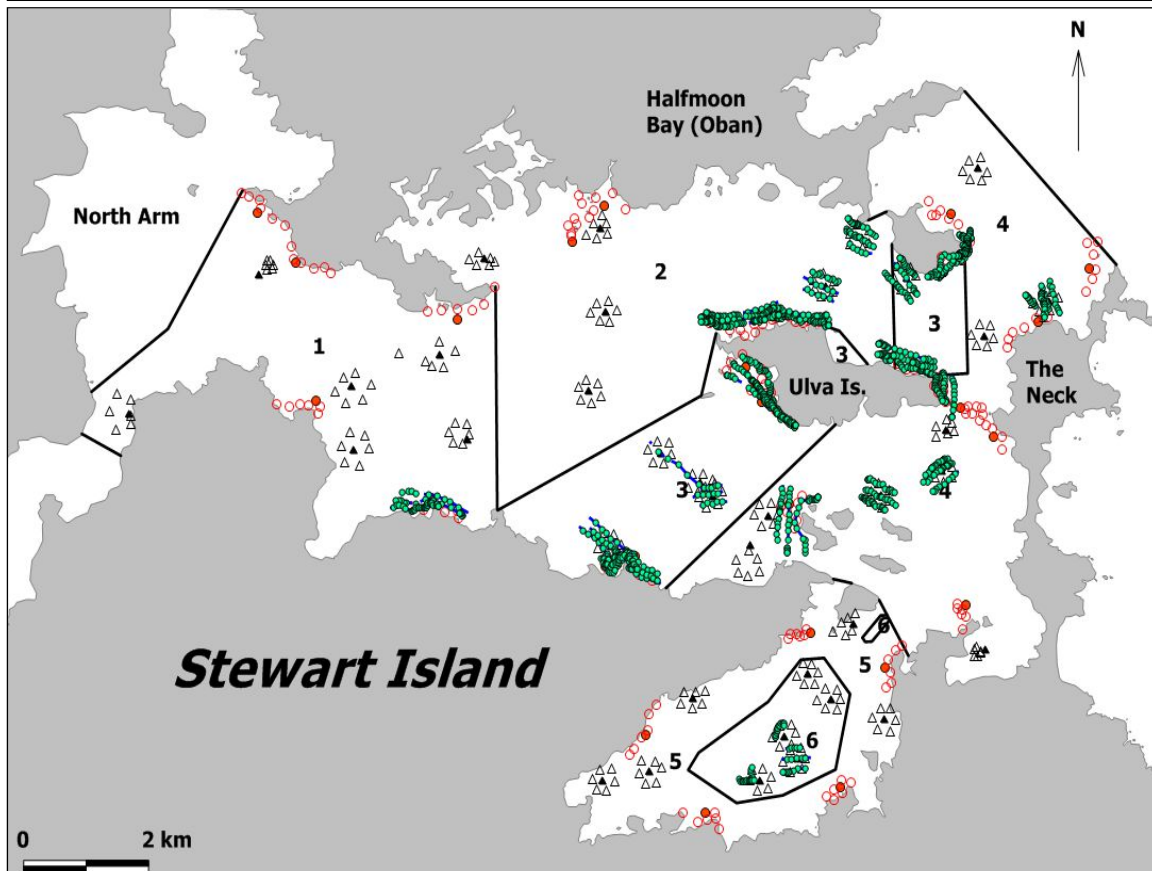 N
Halfmoon
Bay (Oban)
4
North Arm
2
3
1
3
The
Neck
Ulva Is.
3
4
6
5
Stewart Island
6
5
0 2 km